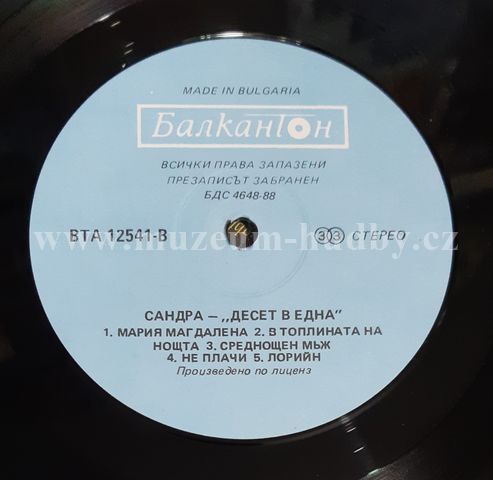 MADE IN BULGARIA
Балкантон
ВСИЧКИ ПРАВА ЗАПАЗЕНИ
ПРЕЗАПИСЪТ ЗАБРАНЕН
БДС 4648-88
ВТА 12541-В
33 СТЕРЕО
www.muzeum-hudby.cz
САНДРА — „ДЕСЕТ В ЕДНА"
1. МАРИЯ МАГДАЛЕНА 2. В ТОПЛИНАТА НА
НОЩТА 3. СРЕДНОЩЕН МЪЖ
4. НЕ ПЛАЧИ 5. ЛОРИЙН
Произведено по лиценз